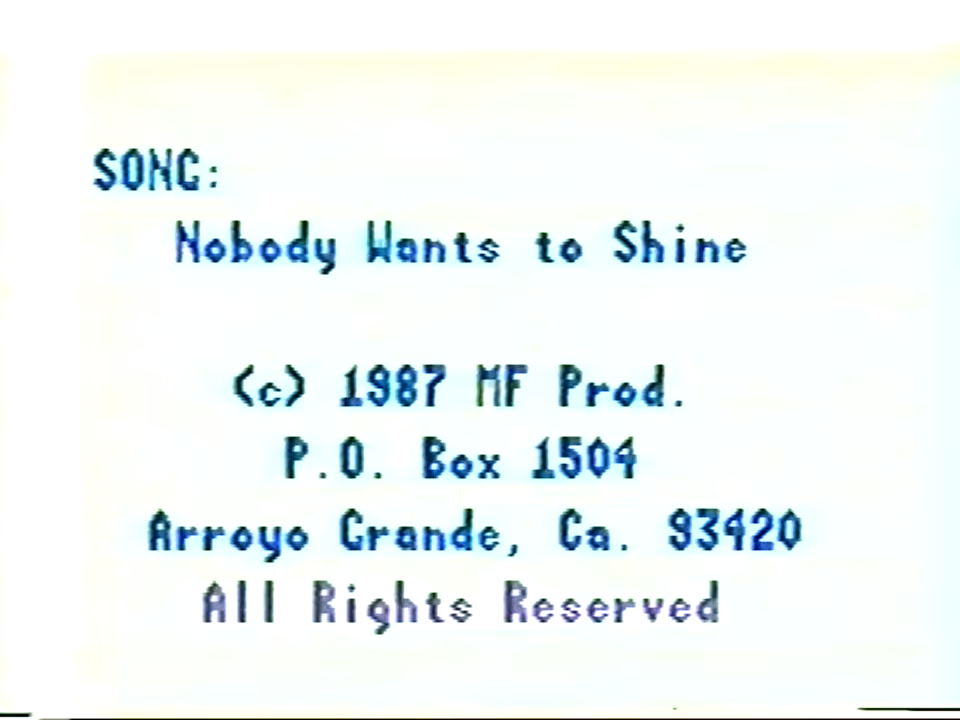 SONG:
Nobody Wants to Shine
(c) 1987 MF Prod.
P.O. Box 1504
Arroyo Grande, Ca. 93420
All Rights Reserved